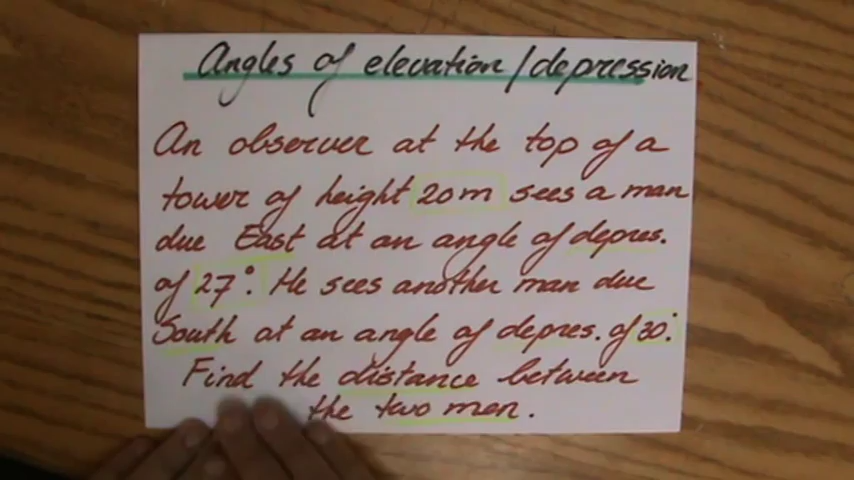 Angles of elevation/depression
An observer at the top of a
tower of height 20m sees a man
due East at an angle of depres.
of 27°. He sees another man due
South at an angle of depres. of 30°.
Find the distance between
the two men.